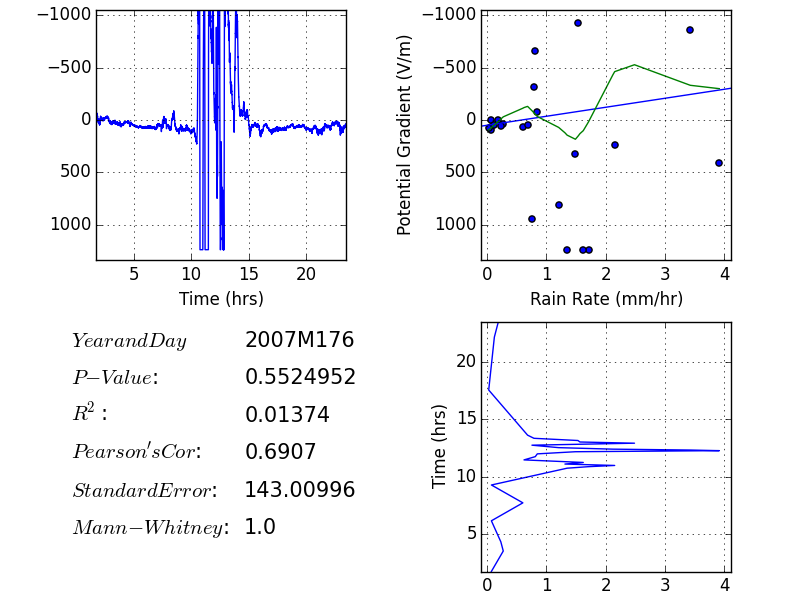 −1000
−500
0
500
1000
5
10
15
20
Time (hrs)
Potential Gradient (V/m)
−1000
−500
0
500
1000
0
1
2
3
4
Rain Rate (mm/hr)
YearandDay 2007M176
P−Value: 0.5524952
R²: 0.01374
Pearson'sCor: 0.6907
StandardError: 143.00996
Mann−Whitney: 1.0
Time (hrs)
20
15
10
5
0
1
2
3
4